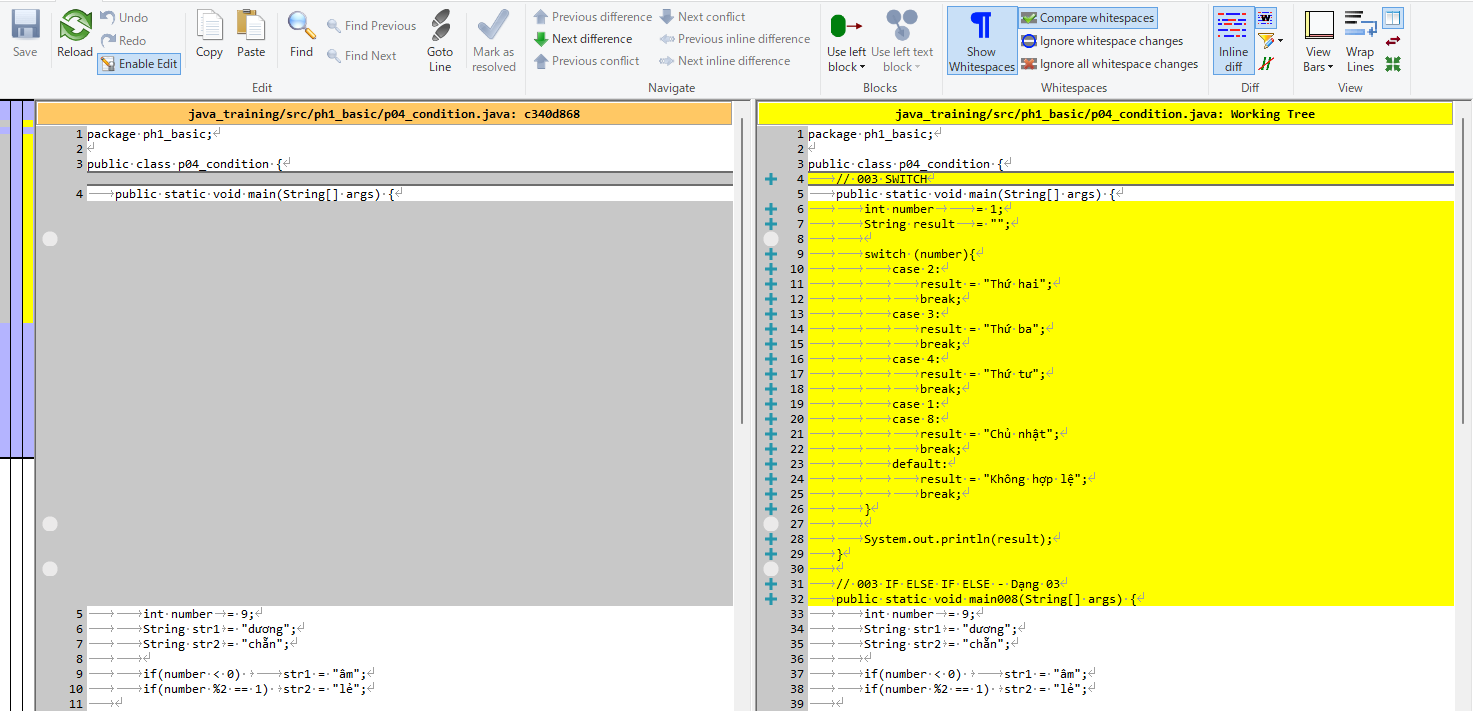 Save
Reload
Undo
Redo
Enable Edit
Copy
Paste
Find
Find Previous
Find Next
Goto
Line
Edit
Mark as
resolved
Previous difference
Next difference
Previous conflict
Next conflict
Previous inline difference
Next inline difference
Navigate
Use left
block
Use left text
block
Blocks
Show
Whitespaces
Compare whitespaces
Ignore whitespace changes
Ignore all whitespace changes
Whitespaces
Inline
diff
Diff
View
Bars
Wrap
Lines
View
java_training/src/ph1_basic/p04_condition.java: c340d868
1 package ph1_basic;
2
3 public class p04_condition {
4 public static void main(String[] args) {
5 int number = 9;
6 String str1 = "dương";
7 String str2 = "chẵn";
8
9 if(number < 0) str1 = "âm";
10 if(number %2 == 1) str2 = "lẻ";
11
java_training/src/ph1_basic/p04_condition.java: Working Tree
1 package ph1_basic;
2
3 public class p04_condition {
4 // 003 SWITCH
5 public static void main(String[] args) {
6 int number = 1;
7 String result = "";
8
9 switch (number){
10 case 2:
11 result = "Thứ hai";
12 break;
13 case 3:
14 result = "Thứ ba";
15 break;
16 case 4:
17 result = "Thứ tư";
18 break;
19 case 1:
20 case 8:
21 result = "Chủ nhật";
22 break;
23 default:
24 result = "Không hợp lệ";
25 break;
26 }
27
28 System.out.println(result);
29 }
30
31 // 003 IF ELSE IF ELSE - Dạng 03
32 public static void main008(String[] args) {
33 int number = 9;
34 String str1 = "dương";
35 String str2 = "chẵn";
36
37 if(number < 0) str1 = "âm";
38 if(number %2 == 1) str2 = "lẻ";
39